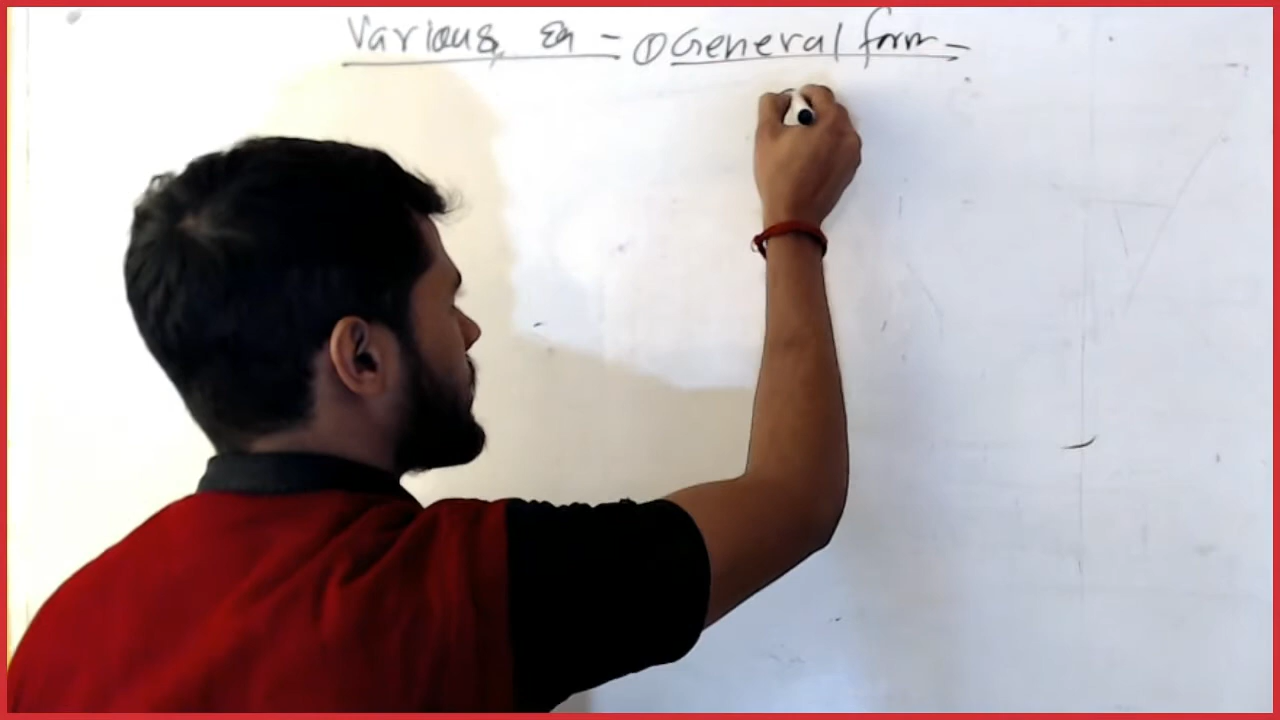 Various, eq - ① General form -